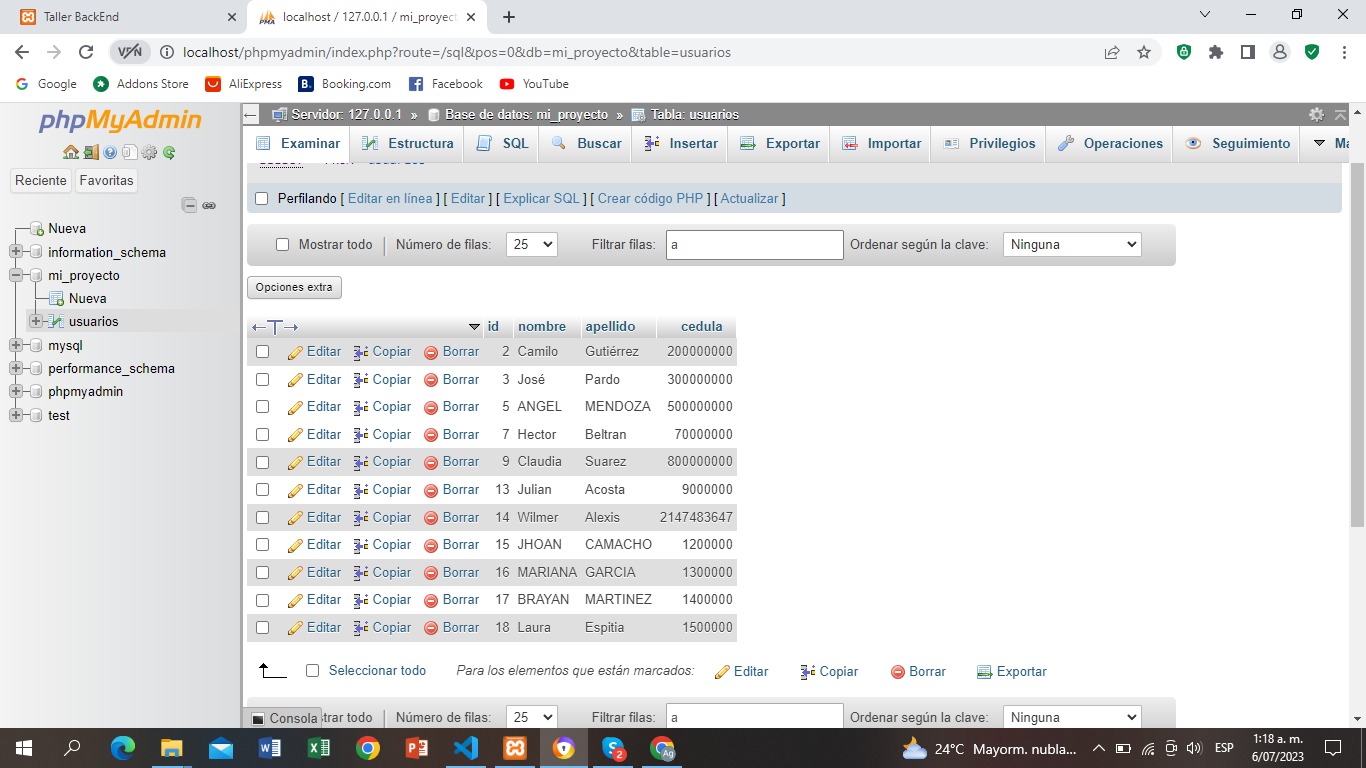 Taller BackEnd
localhost / 127.0.0.1 / mi_proyect
VPN
localhost/phpmyadmin/index.php?route=/sql&pos=0&db=mi_proyecto&table=usuarios
Google Addons Store AliExpress Booking.com Facebook YouTube
phpMyAdmin
Reciente Favoritas
Nueva
information_schema
mi_proyecto
Nueva
usuarios
mysql
performance_schema
phpmyadmin
test
Servidor: 127.0.0.1 » Base de datos: mi_proyecto » Tabla: usuarios
Examinar Estructura SQL Buscar Insertar Exportar Importar Privilegios Operaciones Seguimiento
Perfilando [ Editar en línea ] [ Editar ] [ Explicar SQL ] [ Crear código PHP ] [ Actualizar ]
Mostrar todo | Número de filas: 25 Filtrar filas: a Ordenar según la clave: Ninguna
Opciones extra
←T→ id nombre apellido cedula
Editar Copiar Borrar 2 Camilo Gutiérrez 200000000
Editar Copiar Borrar 3 José Pardo 300000000
Editar Copiar Borrar 5 ANGEL MENDOZA 500000000
Editar Copiar Borrar 7 Hector Beltran 70000000
Editar Copiar Borrar 9 Claudia Suarez 800000000
Editar Copiar Borrar 13 Julian Acosta 9000000
Editar Copiar Borrar 14 Wilmer Alexis 2147483647
Editar Copiar Borrar 15 JHOAN CAMACHO 1200000
Editar Copiar Borrar 16 MARIANA GARCIA 1300000
Editar Copiar Borrar 17 BRAYAN MARTINEZ 1400000
Editar Copiar Borrar 18 Laura Espitia 1500000
Seleccionar todo Para los elementos que están marcados: Editar Copiar Borrar Exportar
Consola trar todo | Número de filas: 25 Filtrar filas: a Ordenar según la clave: Ninguna
24°C Mayorm. nubla... ESP
1:18 a. m.
6/07/2023